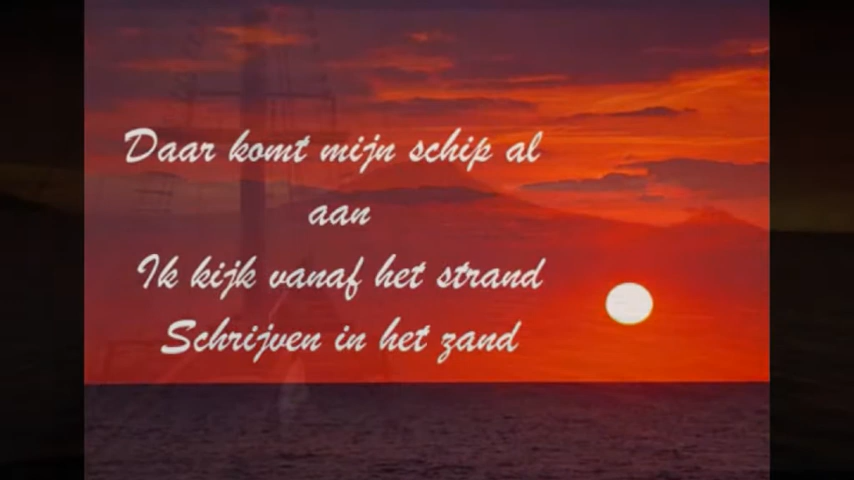 Daar komt mijn schip al
aan
Ik kijk vanaf het strand
Schrijven in het zand